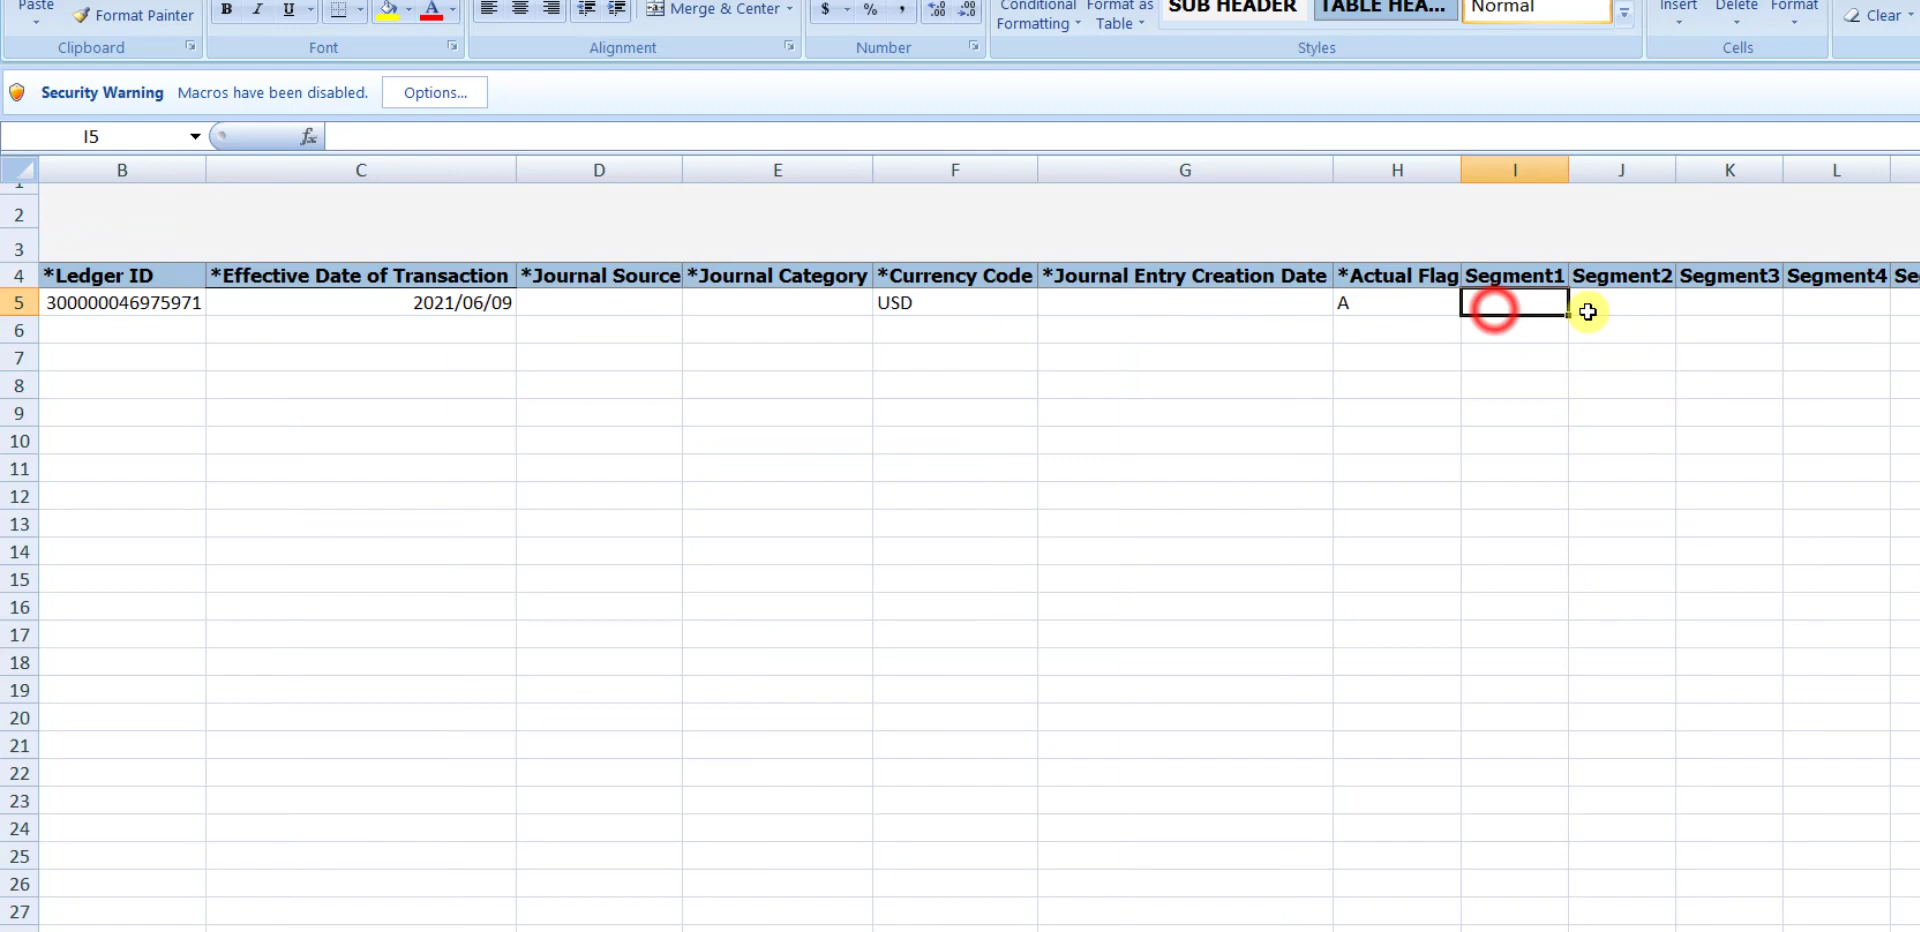 Paste
Format Painter
B I U A
Merge & Center
$ % ,
Conditional Formatting
Format as Table
SUB HEADER
TABLE HEA...
Normal
Insert
Delete
Format
Clear
Clipboard
Font
Alignment
Number
Styles
Cells
Security Warning Macros have been disabled. Options...
I5 fx
B C D E F G H I J K L
2
3
4 *Ledger ID *Effective Date of Transaction *Journal Source *Journal Category *Currency Code *Journal Entry Creation Date *Actual Flag Segment1 Segment2 Segment3 Segment4 Se
5 300000046975971 2021/06/09 USD A
6
7
8
9
10
11
12
13
14
15
16
17
18
19
20
21
22
23
24
25
26
27